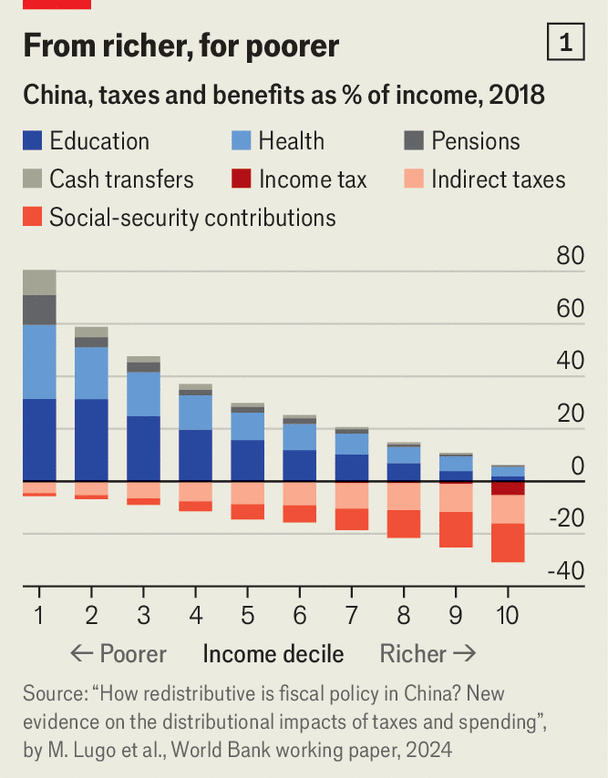 From richer, for poorer
1
China, taxes and benefits as % of income, 2018
Education
Health
Pensions
Cash transfers
Income tax
Indirect taxes
Social-security contributions
80
60
40
20
0
-20
-40
1 2 3 4 5 6 7 8 9 10
← Poorer Income decile Richer →
Source: “How redistributive is fiscal policy in China? New
evidence on the distributional impacts of taxes and spending”,
by M. Lugo et al., World Bank working paper, 2024